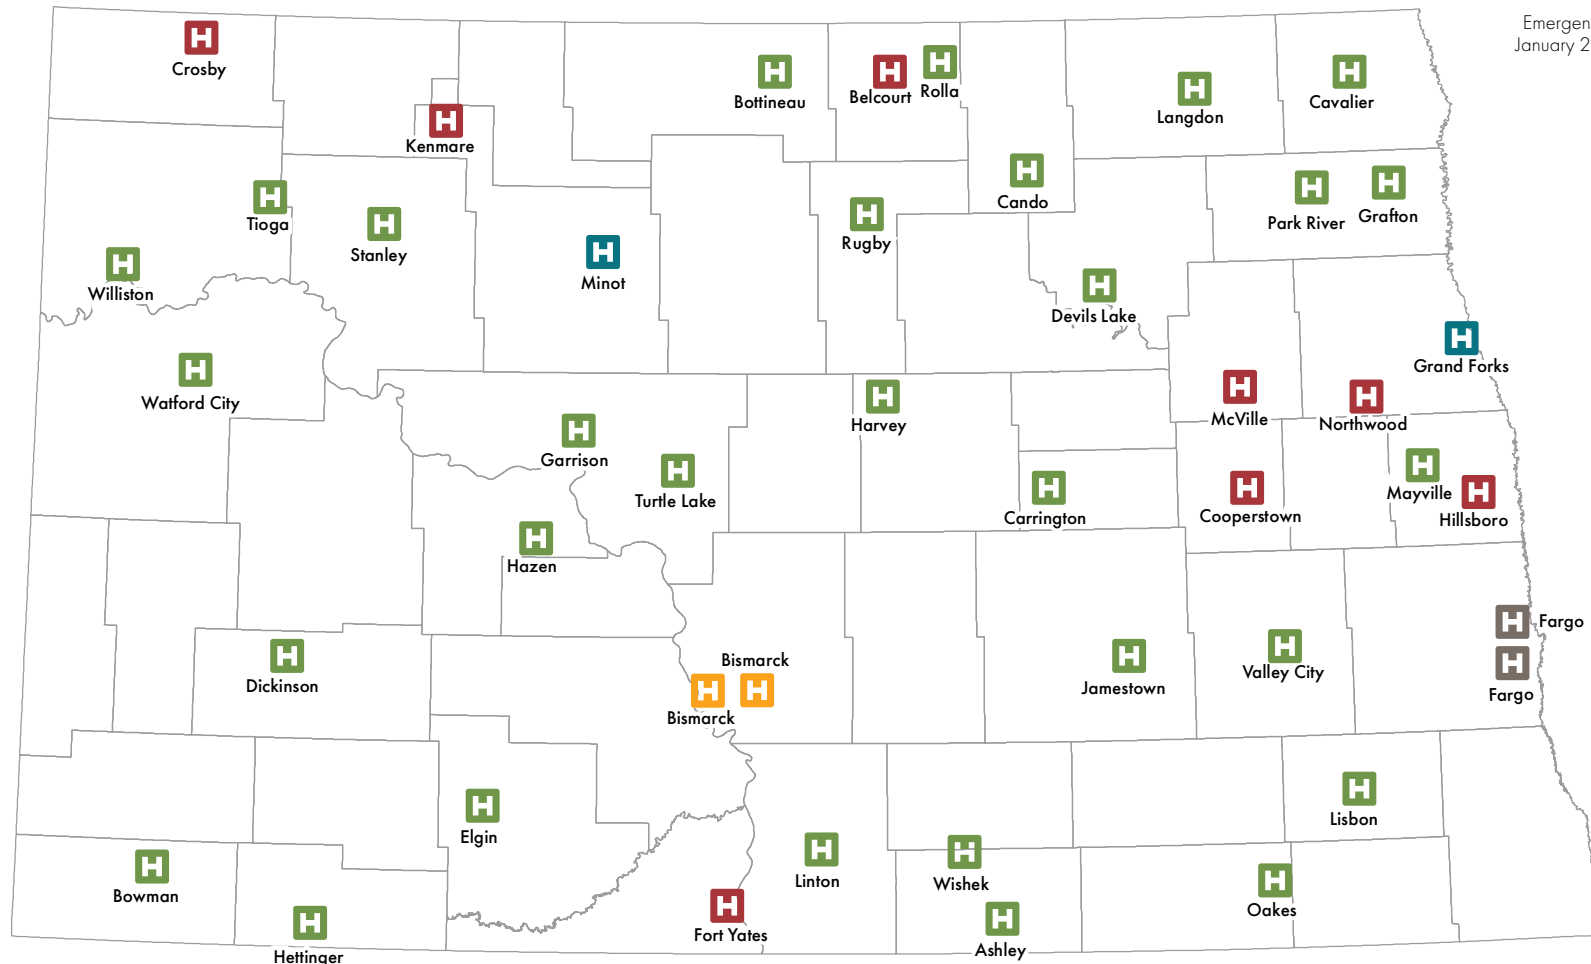 Emergen
January 2
H
Crosby
H
Bottineau
H
Belcourt
H
Rolla
H
Langdon
H
Cavalier
H
Kenmare
H
Cando
H
Park River
H
Grafton
H
Tioga
H
Stanley
H
Rugby
H
Minot
H
Williston
H
Devils Lake
H
Grand Forks
H
Watford City
H
McVille
H
Northwood
H
Harvey
H
Garrison
H
Turtle Lake
H
Carrington
H
Cooperstown
H
Mayville
H
Hillsboro
H
Hazen
H
Fargo
H
Fargo
H
Dickinson
Bismarck
H
H
Bismarck
H
Jamestown
H
Valley City
H
Elgin
H
Lisbon
H
Bowman
H
Linton
H
Wishek
H
Oakes
H
Hettinger
H
Fort Yates
H
Ashley